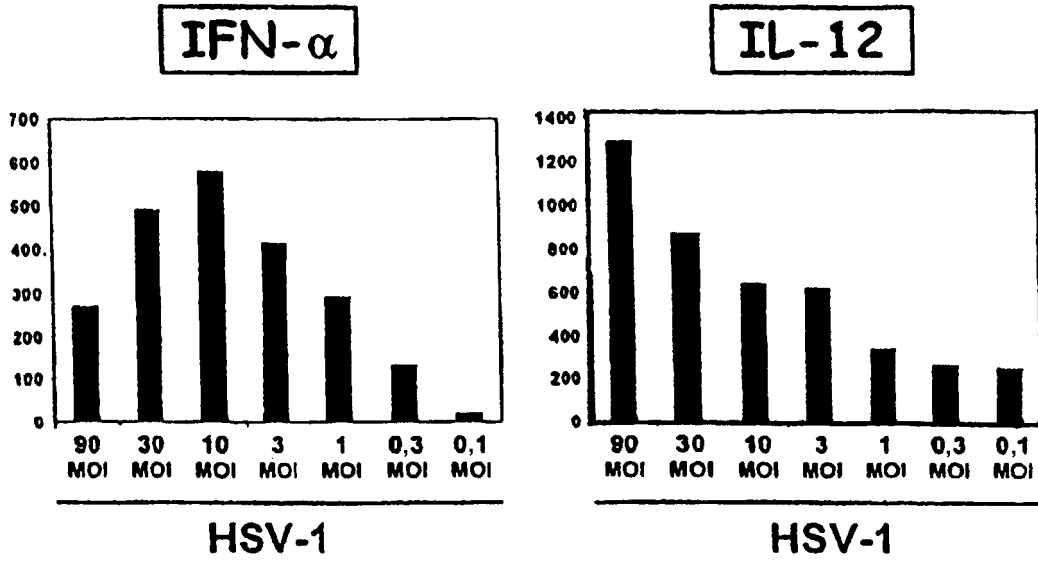 IFN-α
700
600
500
400.
300
200
100
0
90 30 10 3 1 0,3 0,1
MOI MOI MOI MOI MOI MOI MOI
HSV-1
IL-12
1400
1200
1000
800
600
400
200
0
90 30 10 3 1 0,3 0,1
MOI MOI MOI MOI MOI MOI MOI
HSV-1